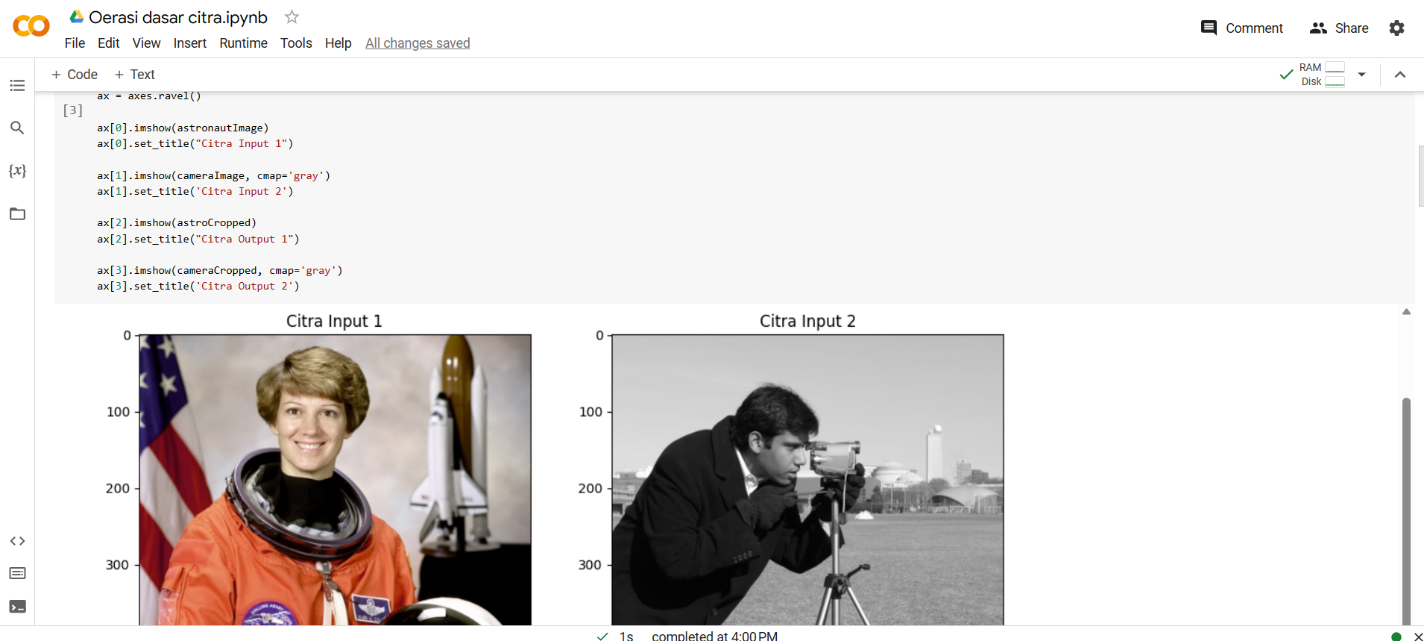 Oerasi dasar citra.ipynb
Comment
Share
File Edit View Insert Runtime Tools Help All changes saved
+ Code + Text
RAM
Disk
ax = axes.ravel()
[3]
ax[0].imshow(astronautImage)
ax[0].set_title("Citra Input 1")
{x}
ax[1].imshow(cameraImage, cmap='gray')
ax[1].set_title('Citra Input 2')
ax[2].imshow(astroCropped)
ax[2].set_title("Citra Output 1")
ax[3].imshow(cameraCropped, cmap='gray')
ax[3].set_title('Citra Output 2')
Citra Input 1
Citra Input 2
0
100
200
300
0
100
200
300
1s completed at 4:00 PM